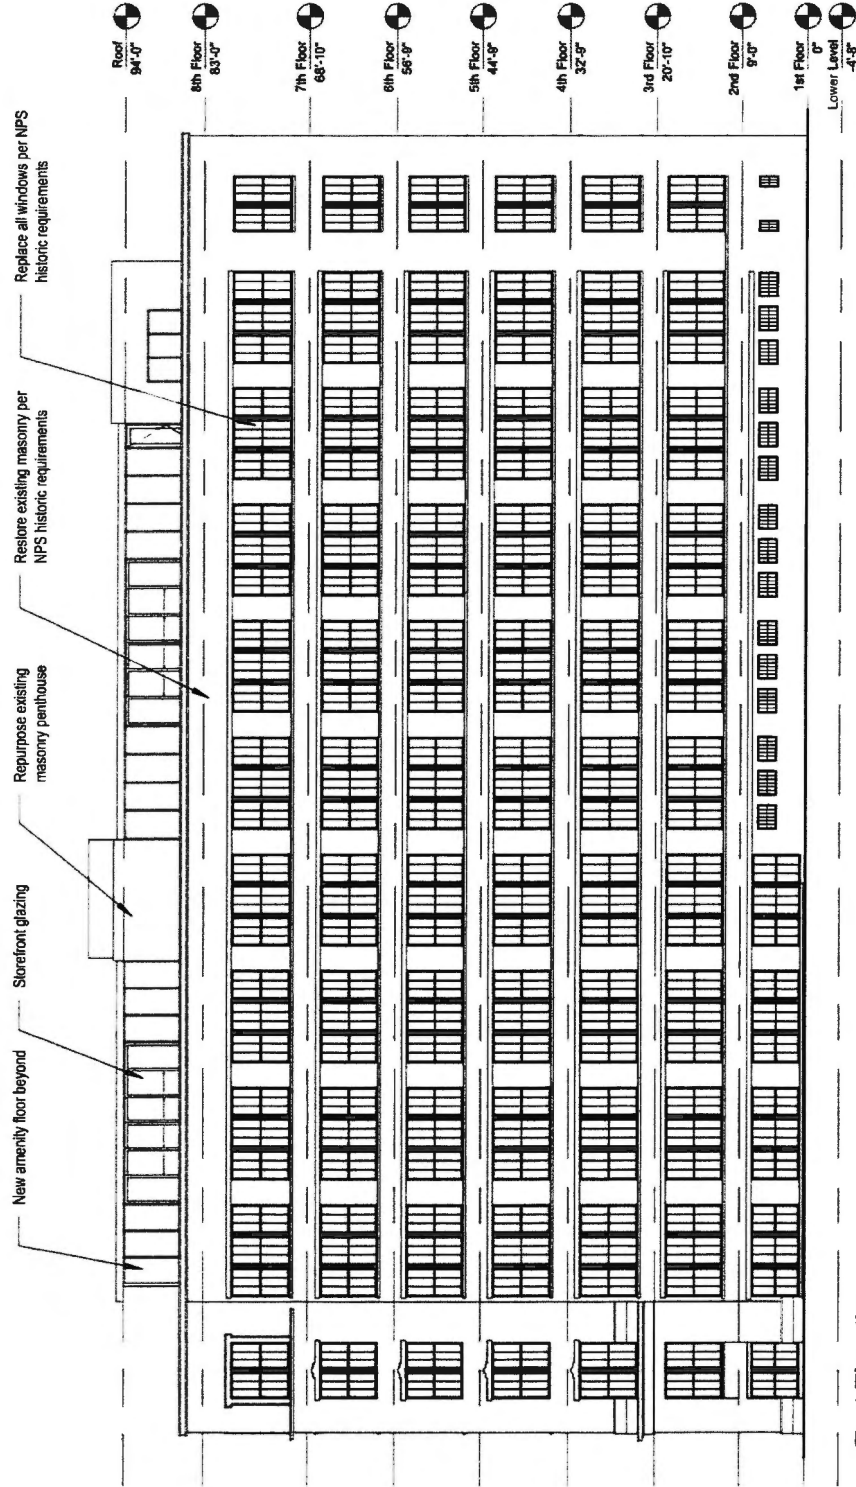 New amenity floor beyond
Storefront glazing
Repurpose existing
masonry penthouse
Restore existing masonry per
NPS historic requirements
Replace all windows per NPS
historic requirements
Roof
94'-0"
8th Floor
83'-0"
7th Floor
68'-10"
6th Floor
56'-9"
5th Floor
44'-9"
4th Floor
32'-9"
3rd Floor
20'-10"
2nd Floor
9'-0"
1st Floor
0"
Lower Level
-4'-8"